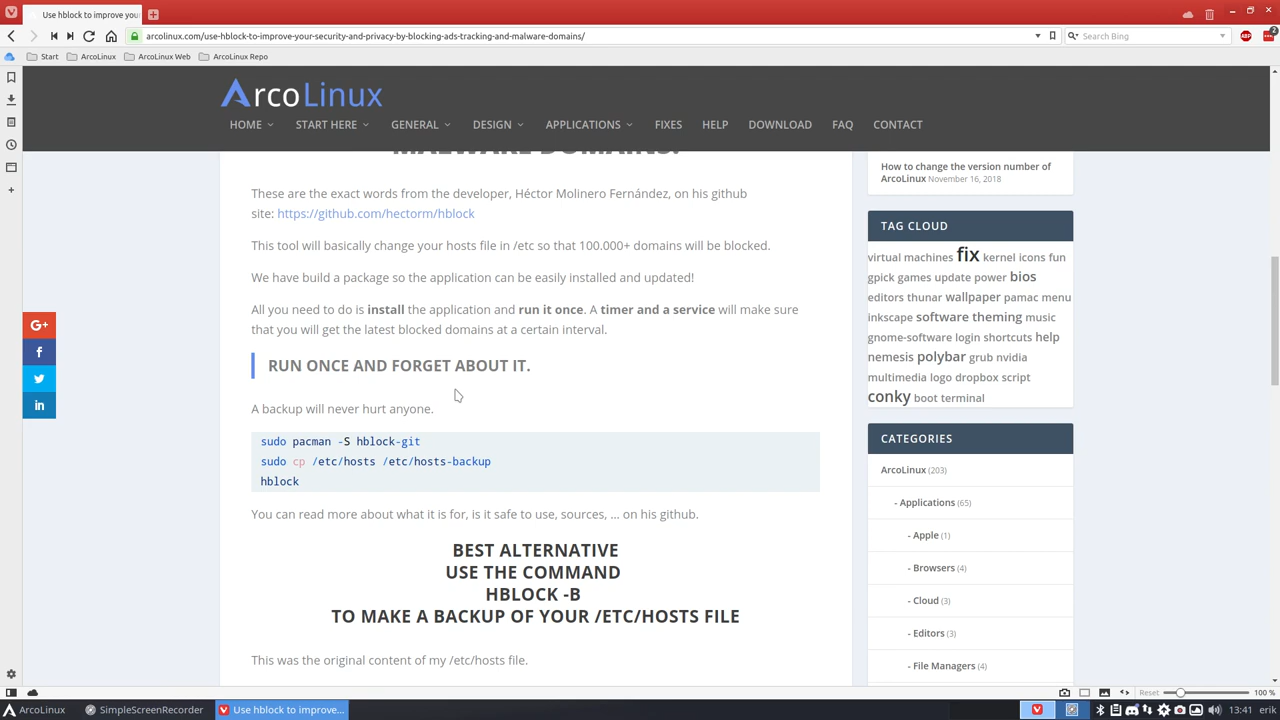 Use hblock to improve you
arcolinux.com/use-hblock-to-improve-your-security-and-privacy-by-blocking-ads-tracking-and-malware-domains/
Search Bing
ABP
2
Start
ArcoLinux
ArcoLinux Web
ArcoLinux Repo
ArcoLinux
HOME
START HERE
GENERAL
DESIGN
APPLICATIONS
FIXES
HELP
DOWNLOAD
FAQ
CONTACT
MALWARE DOMAINS.
These are the exact words from the developer, Héctor Molinero Fernández, on his github
site: https://github.com/hectorm/hblock
This tool will basically change your hosts file in /etc so that 100.000+ domains will be blocked.
We have build a package so the application can be easily installed and updated!
All you need to do is install the application and run it once. A timer and a service will make sure
that you will get the latest blocked domains at a certain interval.
RUN ONCE AND FORGET ABOUT IT.
A backup will never hurt anyone.
sudo pacman -S hblock-git
sudo cp /etc/hosts /etc/hosts-backup
hblock
You can read more about what it is for, is it safe to use, sources, ... on his github.
BEST ALTERNATIVE
USE THE COMMAND
HBLOCK -B
TO MAKE A BACKUP OF YOUR /ETC/HOSTS FILE
This was the original content of my /etc/hosts file.
G+
f
in
How to change the version number of
ArcoLinux November 16, 2018
TAG CLOUD
virtual machines fix kernel icons fun
gpick games update power bios
editors thunar wallpaper pamac menu
inkscape software theming music
gnome-software login shortcuts help
nemesis polybar grub nvidia
multimedia logo dropbox script
conky boot terminal
CATEGORIES
ArcoLinux (203)
- Applications (65)
- Apple (1)
- Browsers (4)
- Cloud (3)
- Editors (3)
- File Managers (4)
Reset
100 %
ArcoLinux
SimpleScreenRecorder
Use hblock to improve...
13:41
erik